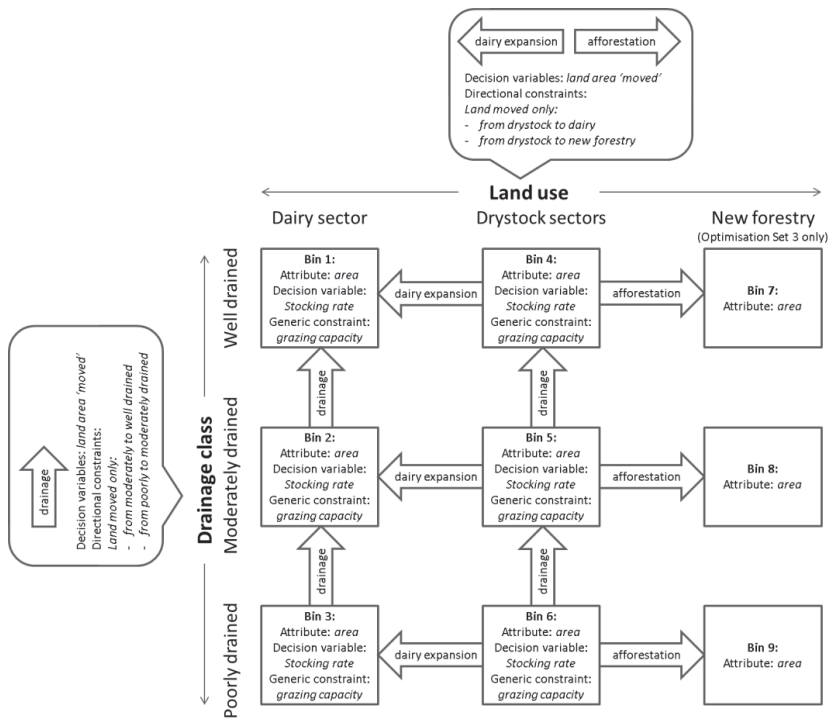 dairy expansion
afforestation
Decision variables: land area ‘moved’
Directional constraints:
Land moved only:
- from drystock to dairy
- from drystock to new forestry
Land use
Dairy sector
Drystock sectors
New forestry
(Optimisation Set 3 only)
drainage
Decision variables: land area ‘moved’
Directional constraints:
Land moved only:
- from moderately to well drained
- from poorly to moderately drained
Drainage class
Well drained
Bin 1:
Attribute: area
Decision variable:
Stocking rate
Generic constraint:
grazing capacity
dairy expansion
Bin 4:
Attribute: area
Decision variable:
Stocking rate
Generic constraint:
grazing capacity
afforestation
Bin 7:
Attribute: area
drainage
drainage
Moderately drained
Bin 2:
Attribute: area
Decision variable:
Stocking rate
Generic constraint:
grazing capacity
dairy expansion
Bin 5:
Attribute: area
Decision variable:
Stocking rate
Generic constraint:
grazing capacity
afforestation
Bin 8:
Attribute: area
drainage
drainage
Poorly drained
Bin 3:
Attribute: area
Decision variable:
Stocking rate
Generic constraint:
grazing capacity
dairy expansion
Bin 6:
Attribute: area
Decision variable:
Stocking rate
Generic constraint:
grazing capacity
afforestation
Bin 9:
Attribute: area